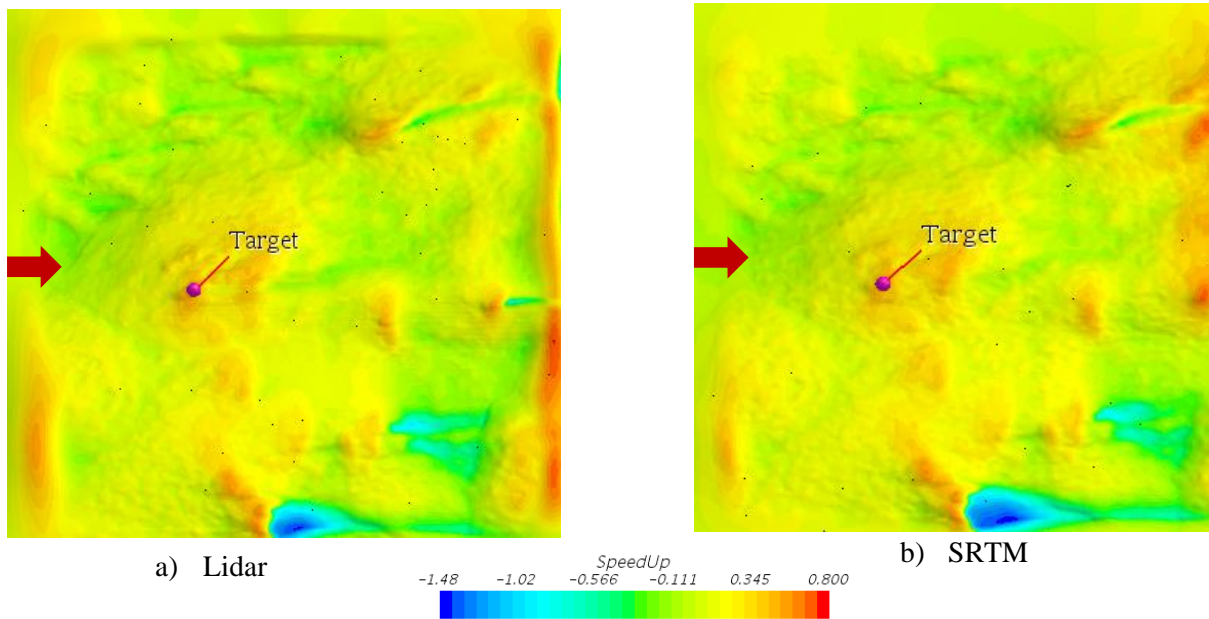 Target
Target
a) Lidar
b) SRTM
SpeedUp
-1.48 -1.02 -0.566 -0.111 0.345 0.800